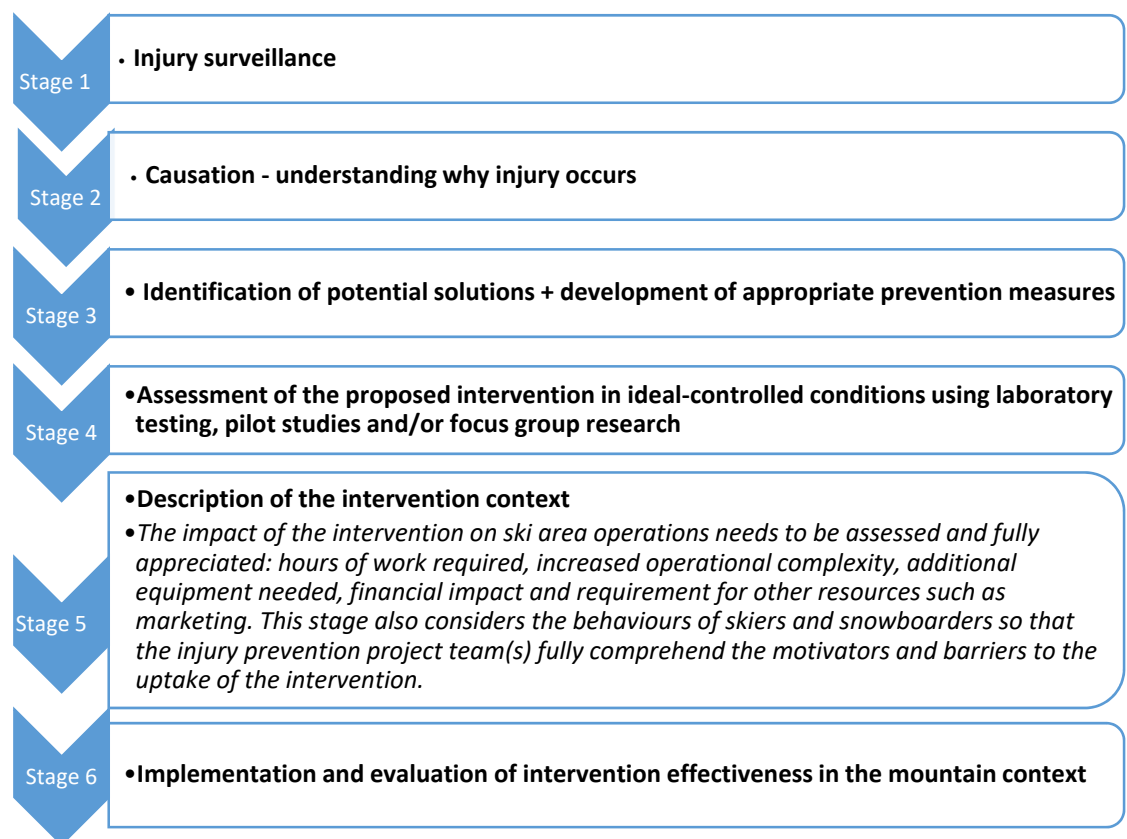 Stage 1
• Injury surveillance
Stage 2
• Causation - understanding why injury occurs
Stage 3
• Identification of potential solutions + development of appropriate prevention measures
Stage 4
•Assessment of the proposed intervention in ideal-controlled conditions using laboratory
testing, pilot studies and/or focus group research
Stage 5
•Description of the intervention context
•The impact of the intervention on ski area operations needs to be assessed and fully
appreciated: hours of work required, increased operational complexity, additional
equipment needed, financial impact and requirement for other resources such as
marketing. This stage also considers the behaviours of skiers and snowboarders so that
the injury prevention project team(s) fully comprehend the motivators and barriers to the
uptake of the intervention.
Stage 6
•Implementation and evaluation of intervention effectiveness in the mountain context